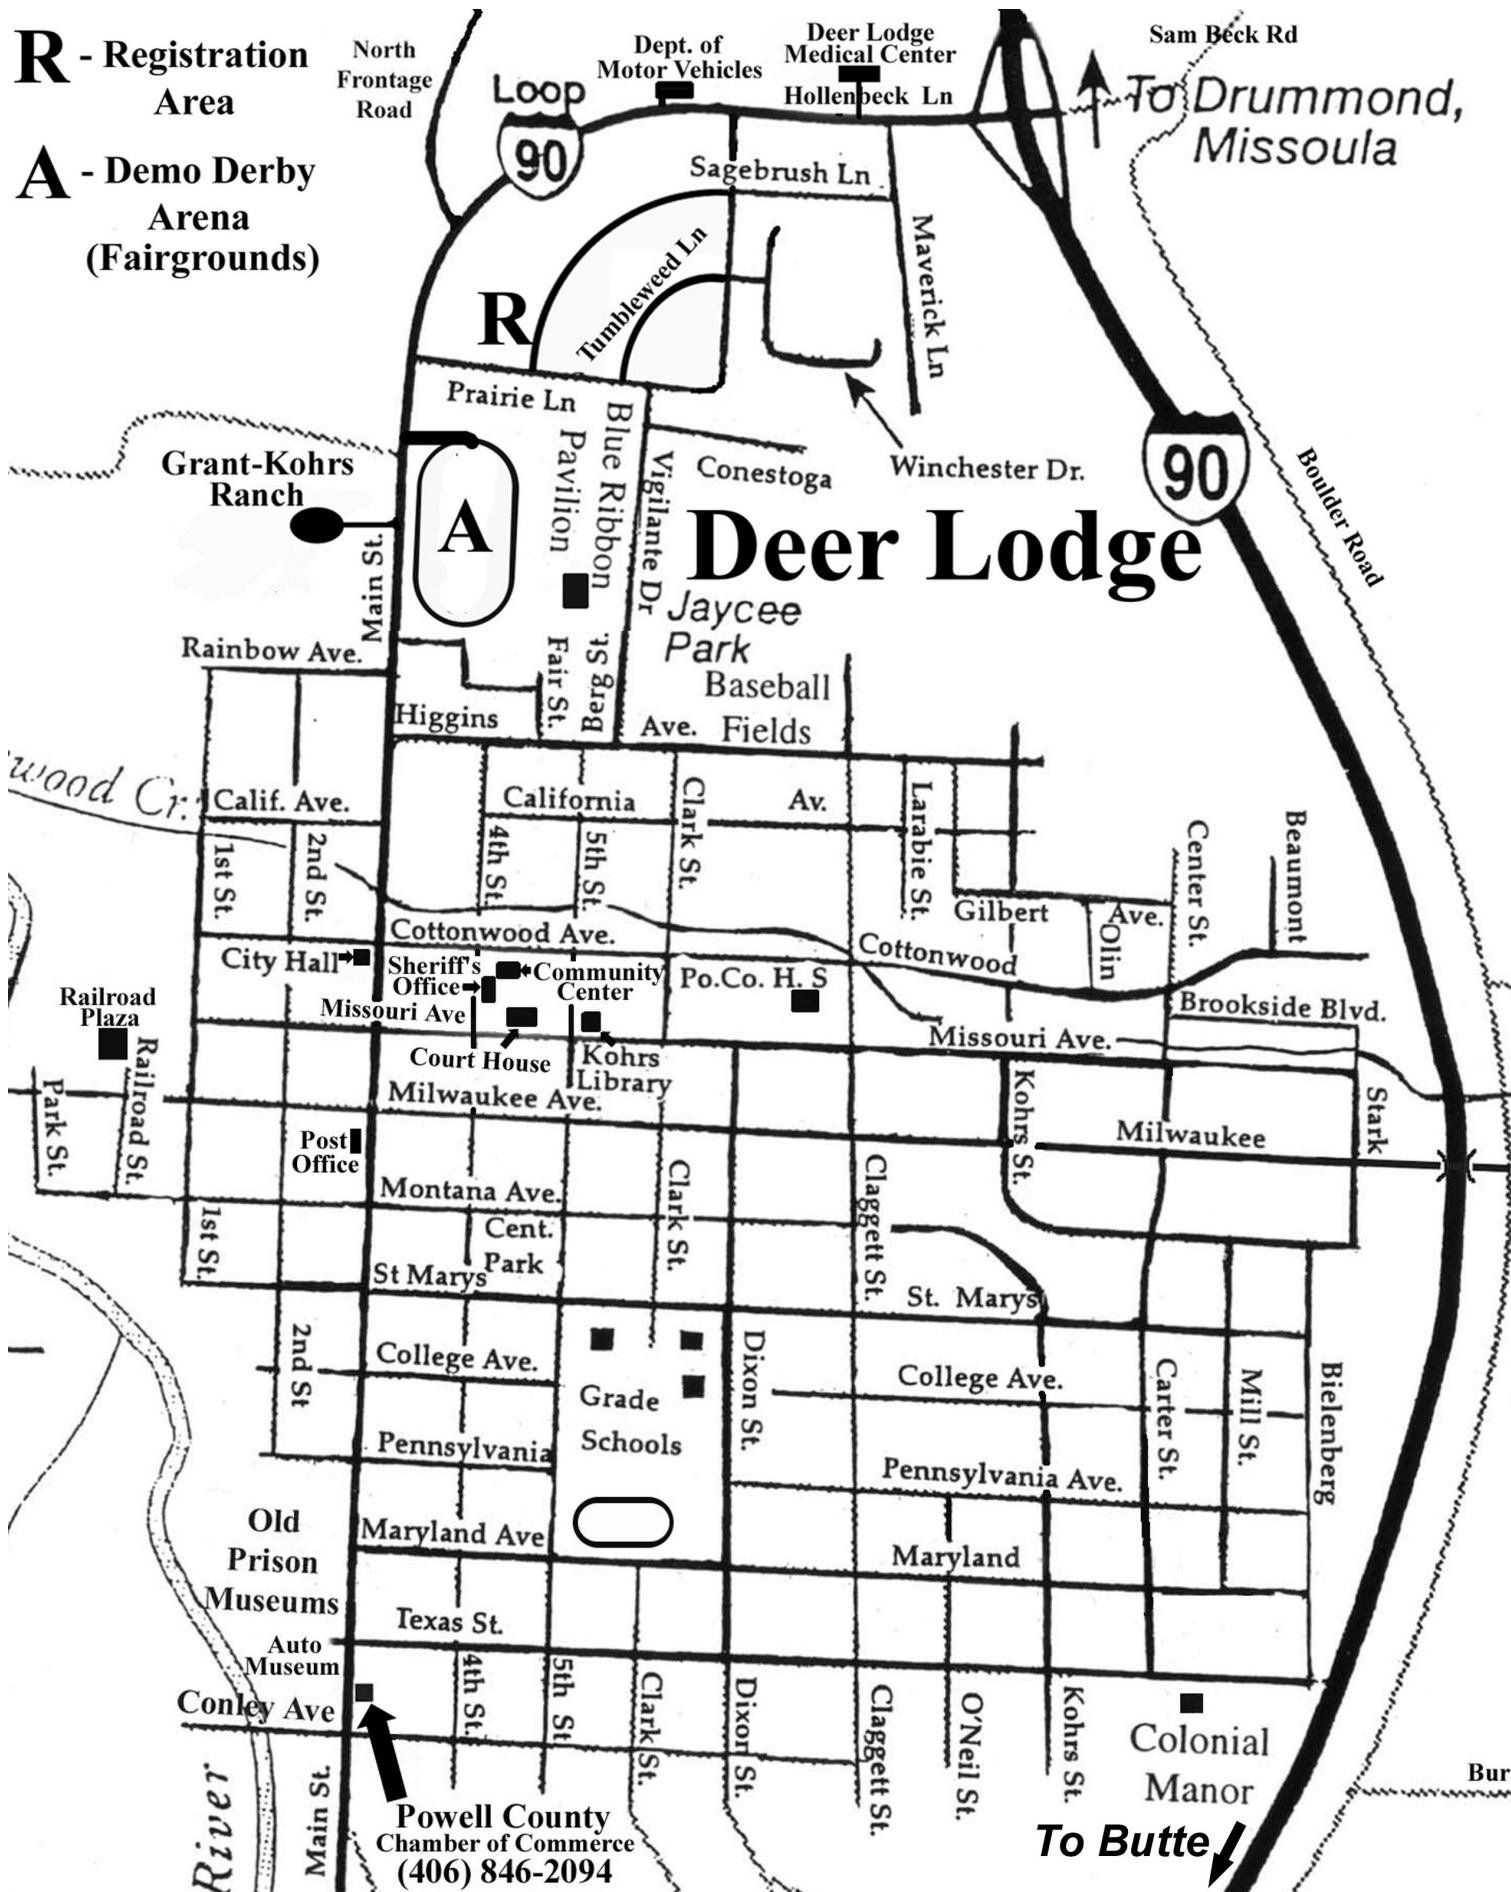 R - Registration
Area
A - Demo Derby
Arena
(Fairgrounds)
North
Frontage
Road
Loop
90
Dept. of
Motor Vehicles
Deer Lodge
Medical Center
Hollenbeck Ln
Sam Beck Rd
To Drummond,
Missoula
Sagebrush Ln
Maverick Ln
Tumbleweed Ln
R
Prairie Ln
Blue Ribbon
Pavilion
Vigilante Dr
Conestoga
Winchester Dr.
90
Boulder Road
Grant-Kohrs
Ranch
A
Main St.
Deer Lodge
Jaycee
Park
Baseball
Fields
Rainbow Ave.
Fair St.
Berg St.
Higgins
Ave.
wood Cr.
Calif. Ave.
California
Av.
Clark St.
Larabie St.
1st St.
2nd St.
4th St.
5th St.
Gilbert
Ave.
Olin
Center St.
Beaumont
Cottonwood Ave.
Cottonwood
City Hall
Sheriff's
Office
Community
Center
Po.Co. H. S
Brookside Blvd.
Railroad
Plaza
Missouri Ave
Missouri Ave.
Court House
Kohrs
Library
Railroad St.
Park St.
Milwaukee Ave.
Milwaukee
Kohrs St.
Stark
Post
Office
Montana Ave.
Cent.
Park
Clark St.
Claggett St.
1st St.
St Marys
St. Marys
2nd St
College Ave.
College Ave.
Grade
Schools
Dixon St.
Carter St.
Mill St.
Bielenberg
Pennsylvania
Pennsylvania Ave.
Old
Prison
Museums
Maryland Ave
Maryland
Texas St.
Auto
Museum
Conley Ave
4th St.
5th St
Clark St.
Dixon St.
Claggett St.
O'Neil St.
Kohrs St.
Colonial
Manor
Bur
River
Main St.
Powell County
Chamber of Commerce
(406) 846-2094
To Butte